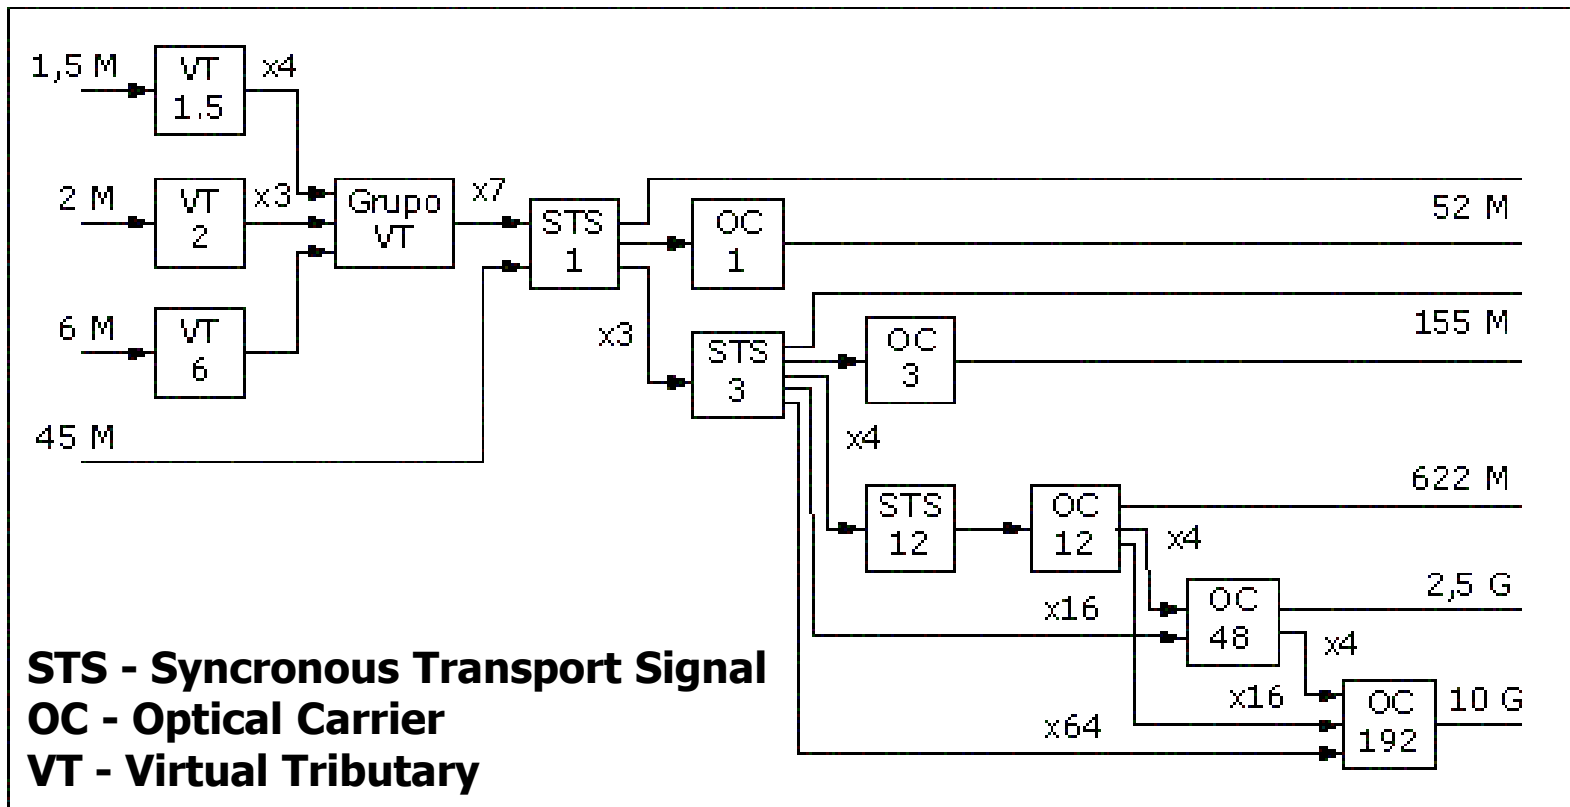 1,5 M
VT
1.5
x4
2 M
VT
2
x3
Grupo
VT
x7
STS
1
OC
1
52 M
6 M
VT
6
x3
STS
3
OC
3
155 M
45 M
x4
622 M
STS
12
OC
12
x4
x16
OC
48
2,5 G
x4
x16
x64
OC
192
10 G
STS - Syncronous Transport Signal
OC - Optical Carrier
VT - Virtual Tributary